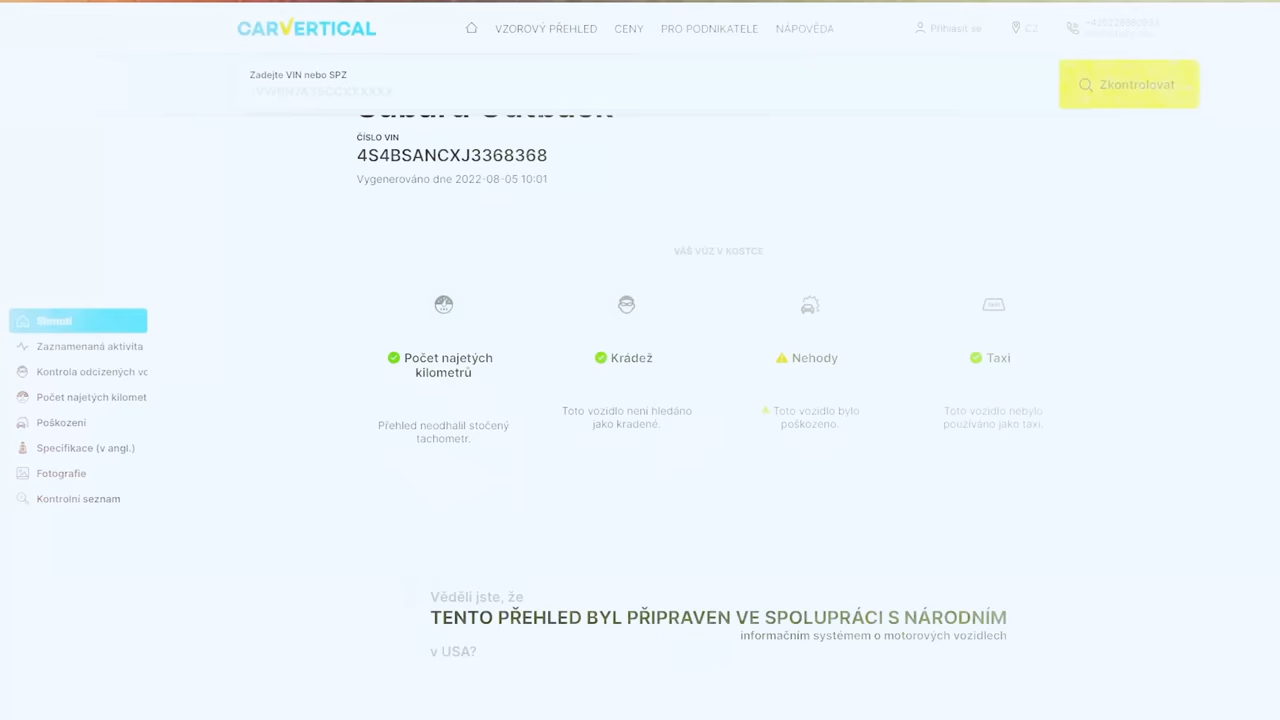 CARVERTICAL
VZOROVÝ PŘEHLED
CENY
PRO PODNIKATELE
NÁPOVĚDA
Přihlásit se
CZ
Zadejte VIN nebo SPZ
Zkontrolovat
Subaru Outback
ČÍSLO VIN
4S4BSANCXJ3368368
Vygenerováno dne 2022-08-05 10:01
VÁŠ VŮZ V KOSTCE
Shrnutí
Zaznamenaná aktivita
Kontrola odcizených vo
Počet najetých kilomet
Poškození
Specifikace (v angl.)
Fotografie
Kontrolní seznam
Počet najetých
kilometrů
Přehled neodhalil stočený
tachometr.
Krádež
Toto vozidlo není hledáno
jako kradené.
Nehody
Toto vozidlo bylo
poškozeno.
Taxi
Toto vozidlo nebylo
používáno jako taxi.
Věděli jste, že
TENTO PŘEHLED BYL PŘIPRAVEN VE SPOLUPRÁCI S NÁRODNÍM
informačním systémem o motorových vozidlech
v USA?